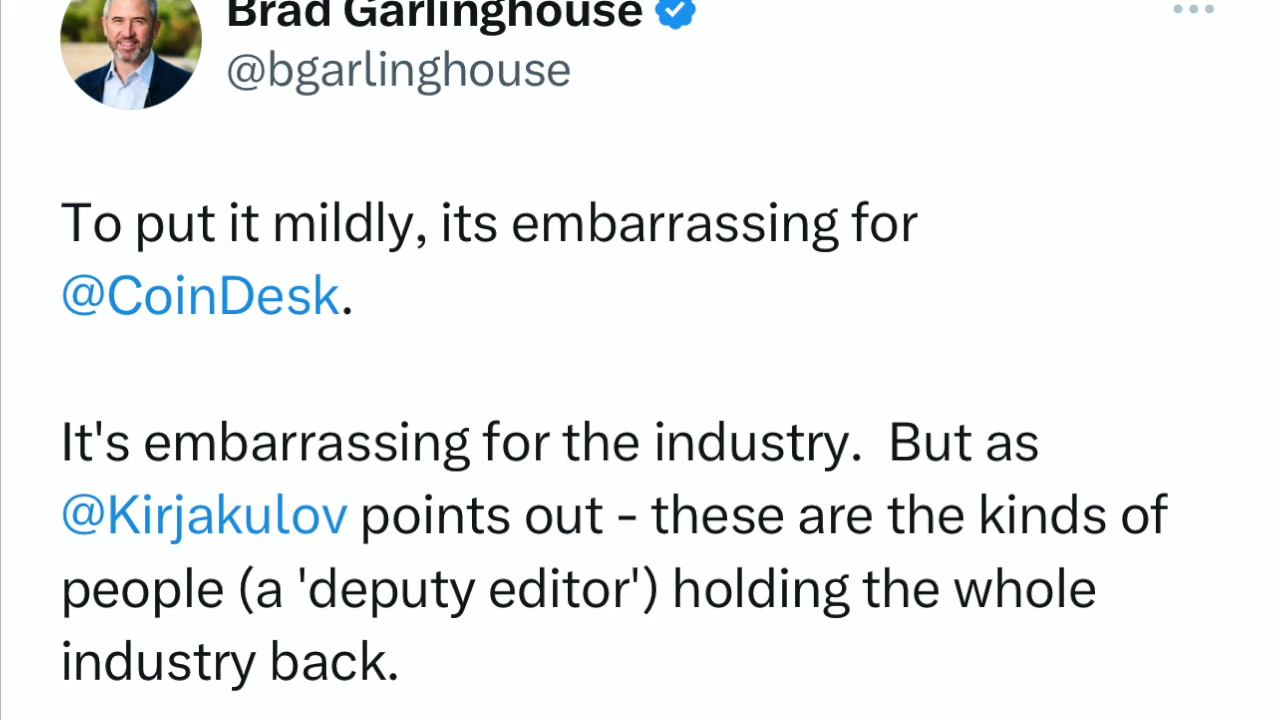 Brad Garlinghouse
@bgarlinghouse
To put it mildly, its embarrassing for
@CoinDesk.
It's embarrassing for the industry.  But as
@Kirjakulov points out - these are the kinds of
people (a 'deputy editor') holding the whole
industry back.